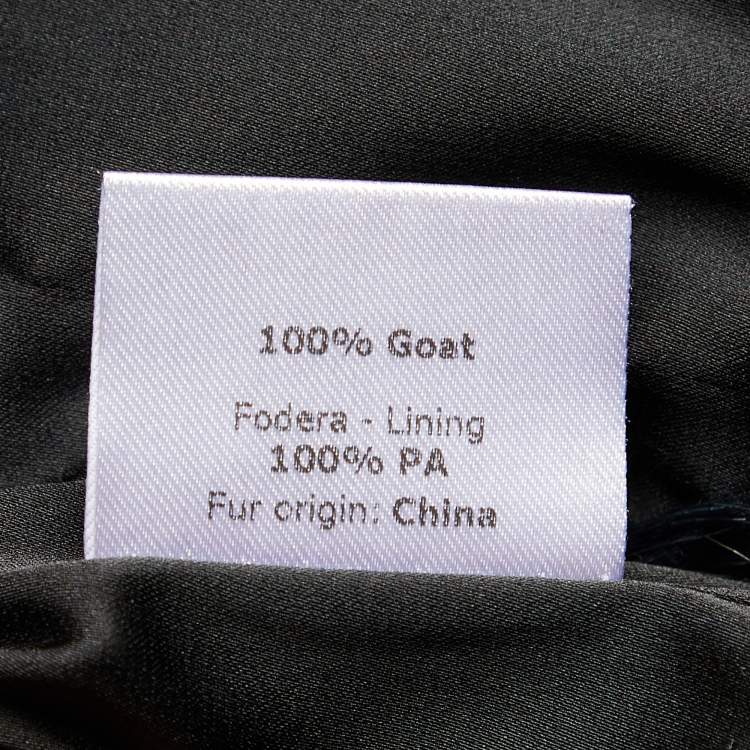 100% Goat
Fodera - Lining
100% PA
Fur origin: China